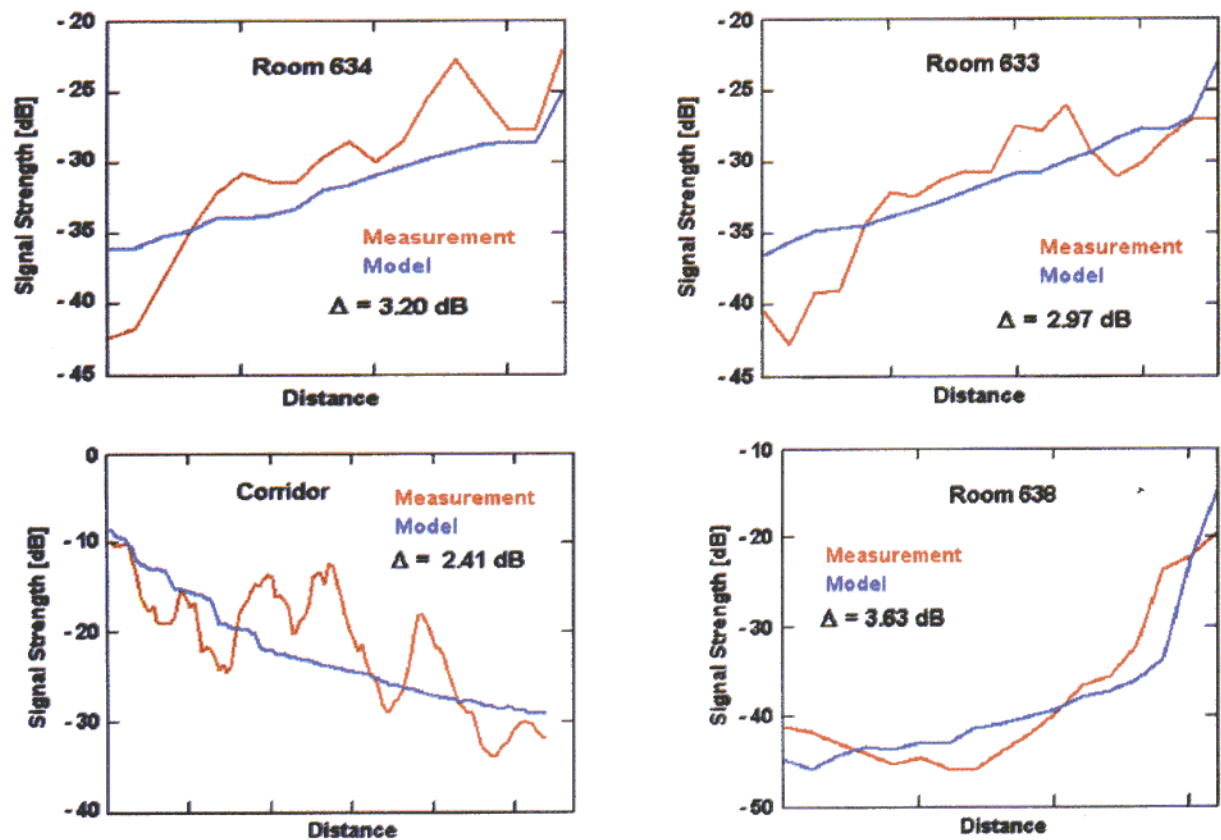 Room 634
Signal Strength [dB]
-20
-25
-30
-35
-40
-45
Measurement
Model
Δ = 3.20 dB
Distance
Room 633
Signal Strength [dB]
-20
-25
-30
-35
-40
-45
Measurement
Model
Δ = 2.97 dB
Distance
Corridor
Signal Strength [dB]
0
-10
-20
-30
-40
Measurement
Model
Δ = 2.41 dB
Distance
Room 638
Signal Strength [dB]
-10
-20
-30
-40
-50
Measurement
Model
Δ = 3.63 dB
Distance